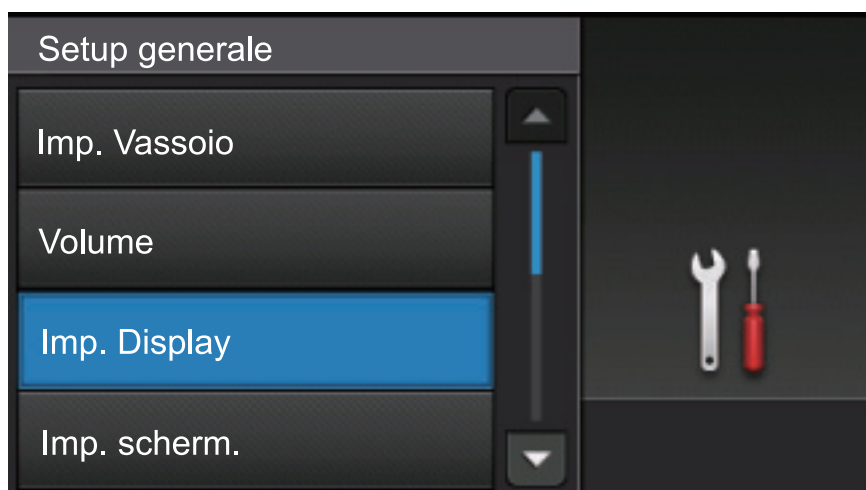 Setup generale
Imp. Vassoio
Volume
Imp. Display
Imp. scherm.